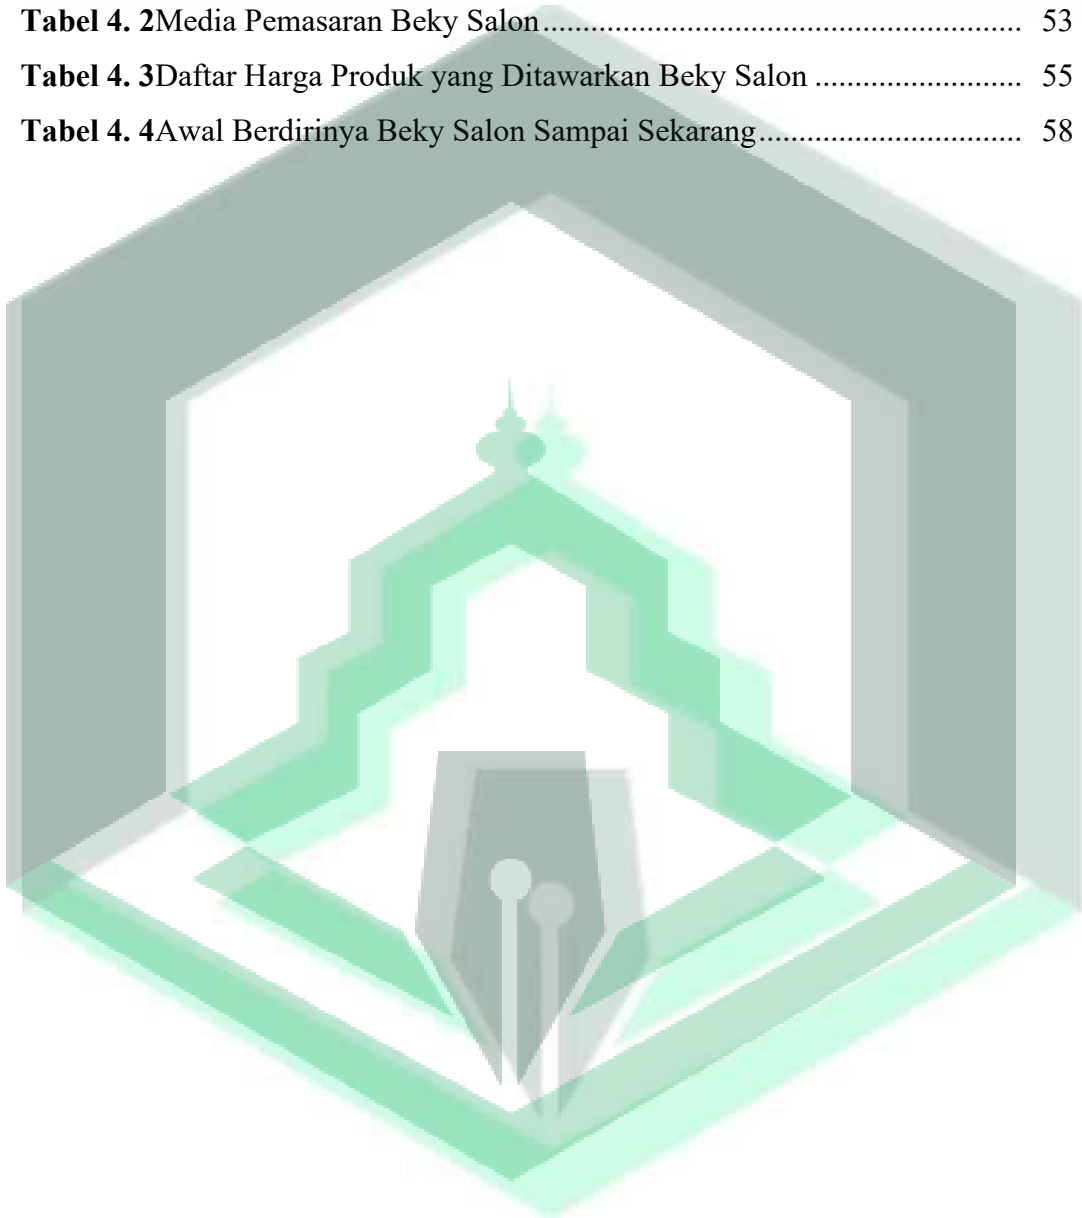 Tabel 4. 2Media Pemasaran Beky Salon............................................................ 53
Tabel 4. 3Daftar Harga Produk yang Ditawarkan Beky Salon .......................... 55
Tabel 4. 4Awal Berdirinya Beky Salon Sampai Sekarang................................. 58